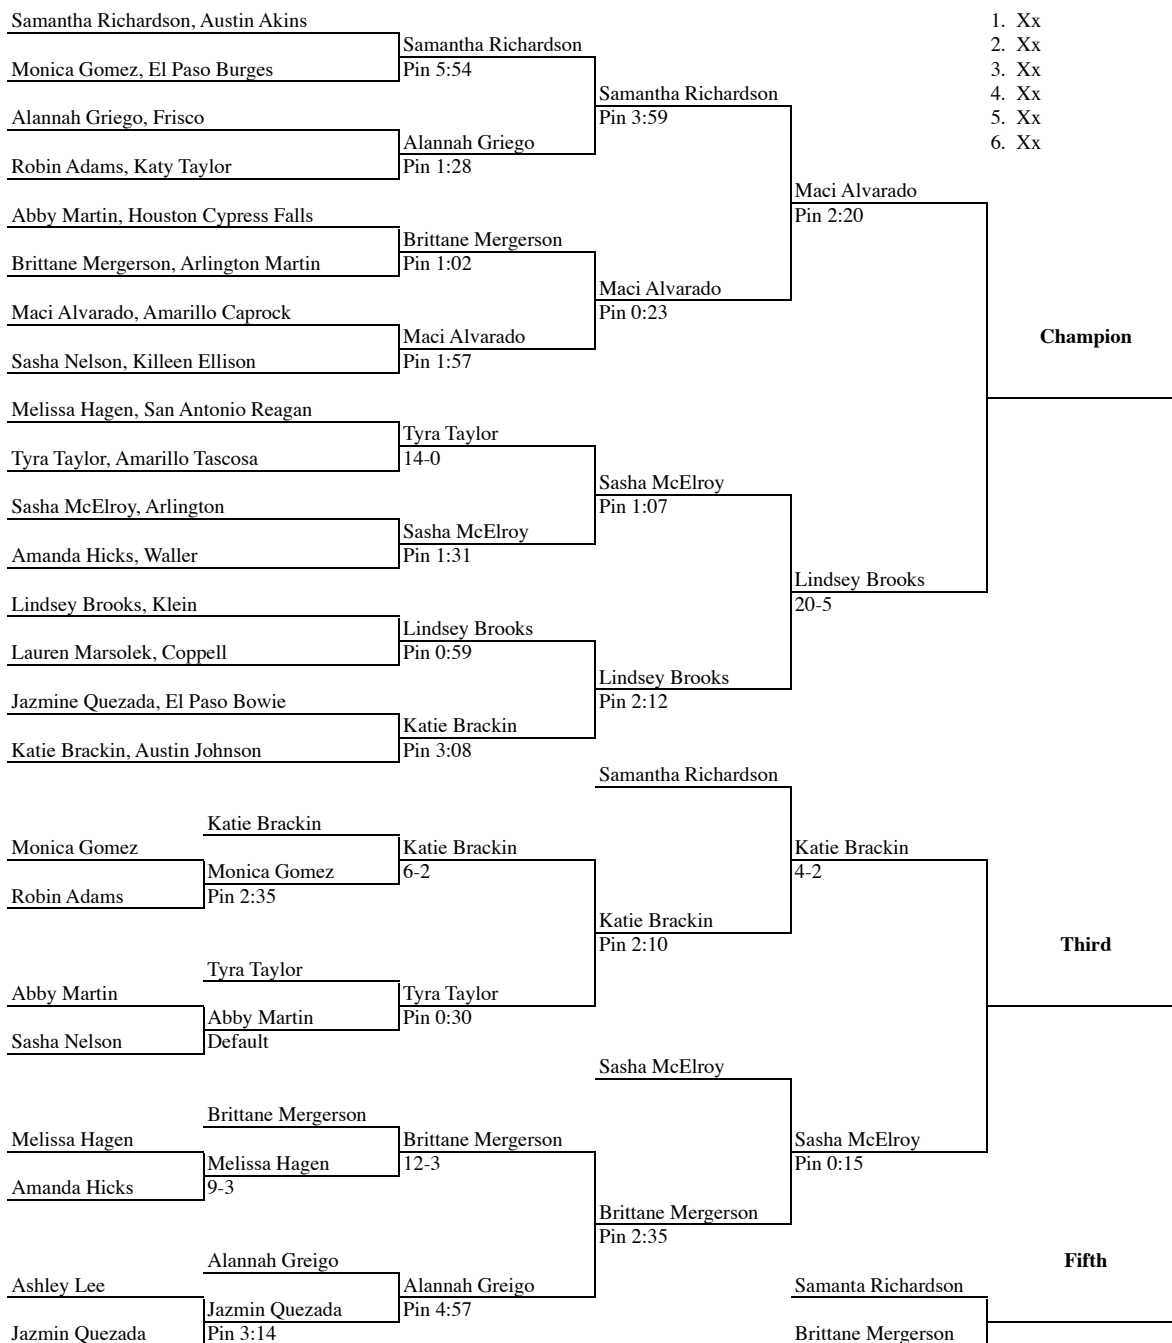 Samantha Richardson, Austin Akins
1. Xx
Samantha Richardson
2. Xx
Monica Gomez, El Paso Burges
Pin 5:54
3. Xx
Samantha Richardson
4. Xx
Alannah Griego, Frisco
Pin 3:59
5. Xx
Alannah Griego
6. Xx
Robin Adams, Katy Taylor
Pin 1:28
Maci Alvarado
Abby Martin, Houston Cypress Falls
Pin 2:20
Brittane Mergerson
Brittane Mergerson, Arlington Martin
Pin 1:02
Maci Alvarado
Maci Alvarado, Amarillo Caprock
Pin 0:23
Maci Alvarado
Champion
Sasha Nelson, Killeen Ellison
Pin 1:57
Melissa Hagen, San Antonio Reagan
Tyra Taylor
Tyra Taylor, Amarillo Tascosa
14-0
Sasha McElroy
Sasha McElroy, Arlington
Pin 1:07
Sasha McElroy
Amanda Hicks, Waller
Pin 1:31
Lindsey Brooks
Lindsey Brooks, Klein
20-5
Lindsey Brooks
Lauren Marsolek, Coppell
Pin 0:59
Lindsey Brooks
Jazmine Quezada, El Paso Bowie
Pin 2:12
Katie Brackin
Katie Brackin, Austin Johnson
Pin 3:08
Samantha Richardson
Katie Brackin
Monica Gomez
Katie Brackin
Katie Brackin
Monica Gomez
6-2
4-2
Robin Adams
Pin 2:35
Katie Brackin
Pin 2:10
Third
Tyra Taylor
Abby Martin
Tyra Taylor
Abby Martin
Pin 0:30
Sasha Nelson
Default
Sasha McElroy
Brittane Mergerson
Melissa Hagen
Brittane Mergerson
Sasha McElroy
Melissa Hagen
12-3
Pin 0:15
Amanda Hicks
9-3
Brittane Mergerson
Pin 2:35
Alannah Greigo
Fifth
Ashley Lee
Alannah Greigo
Samanta Richardson
Jazmin Quezada
Pin 4:57
Jazmin Quezada
Pin 3:14
Brittane Mergerson